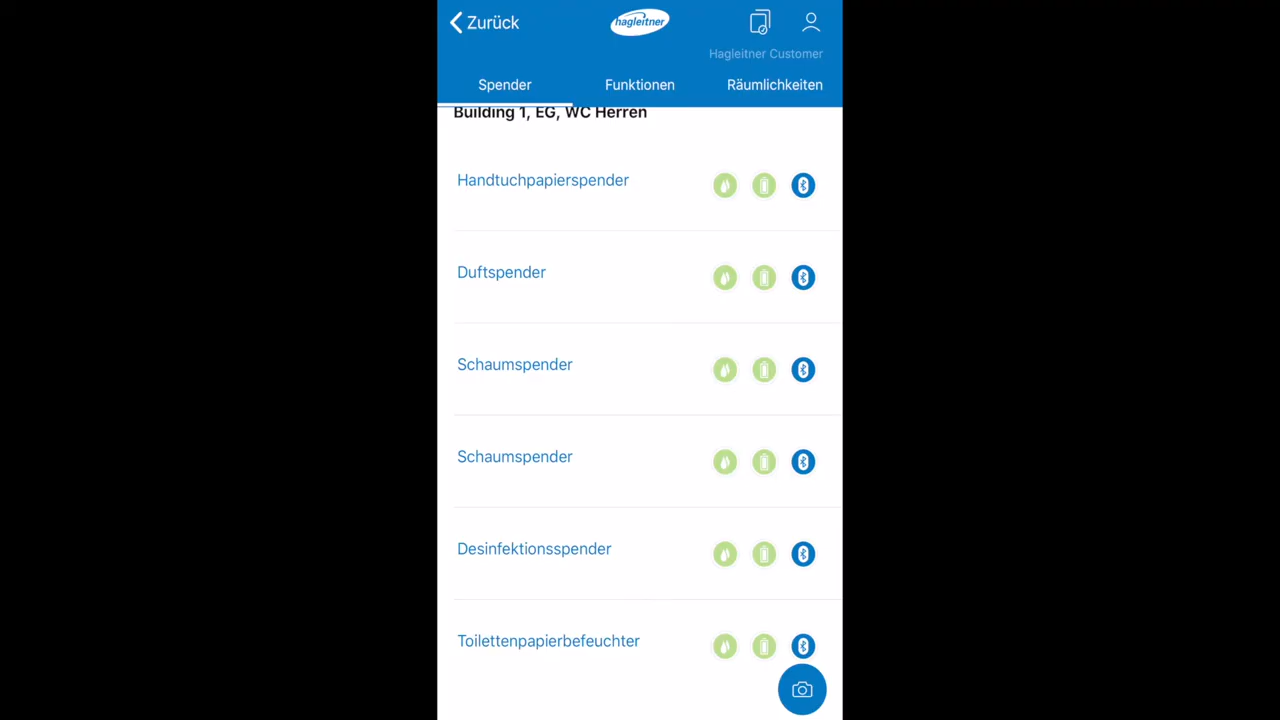 Zurück
hagleitner
Hagleitner Customer
Spender Funktionen Räumlichkeiten
Building 1, EG, WC Herren
Handtuchpapierspender
Duftspender
Schaumspender
Schaumspender
Desinfektionsspender
Toilettenpapierbefeuchter